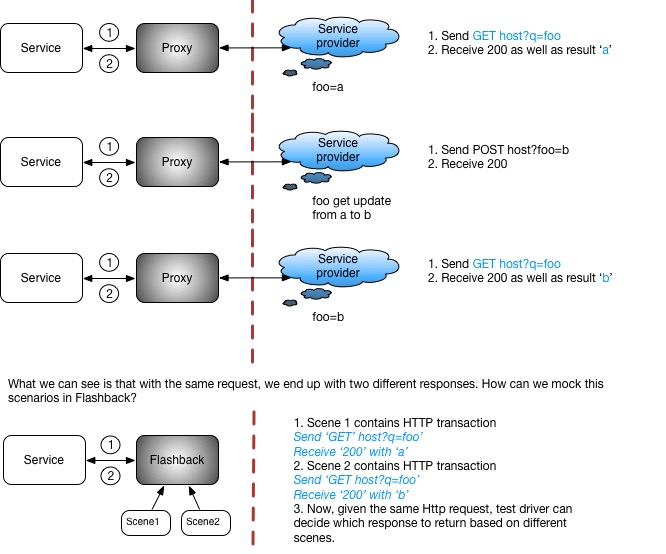 Service
1
2
Proxy
Service
provider
foo=a
1. Send GET host?q=foo
2. Receive 200 as well as result ‘a’
Service
1
2
Proxy
Service
provider
foo get update
from a to b
1. Send POST host?foo=b
2. Receive 200
Service
1
2
Proxy
Service
provider
foo=b
1. Send GET host?q=foo
2. Receive 200 as well as result ‘b’
What we can see is that with the same request, we end up with two different responses. How can we mock this
scenarios in Flashback?
Service
1
2
Flashback
Scene1
Scene2
1. Scene 1 contains HTTP transaction
Send ‘GET’ host?q=foo’
Receive ‘200’ with ‘a’
2. Scene 2 contains HTTP transaction
Send ‘GET host?q=foo’
Receive ‘200’ with ‘b’
3. Now, given the same Http request, test driver can
decide which response to return based on different
scenes.